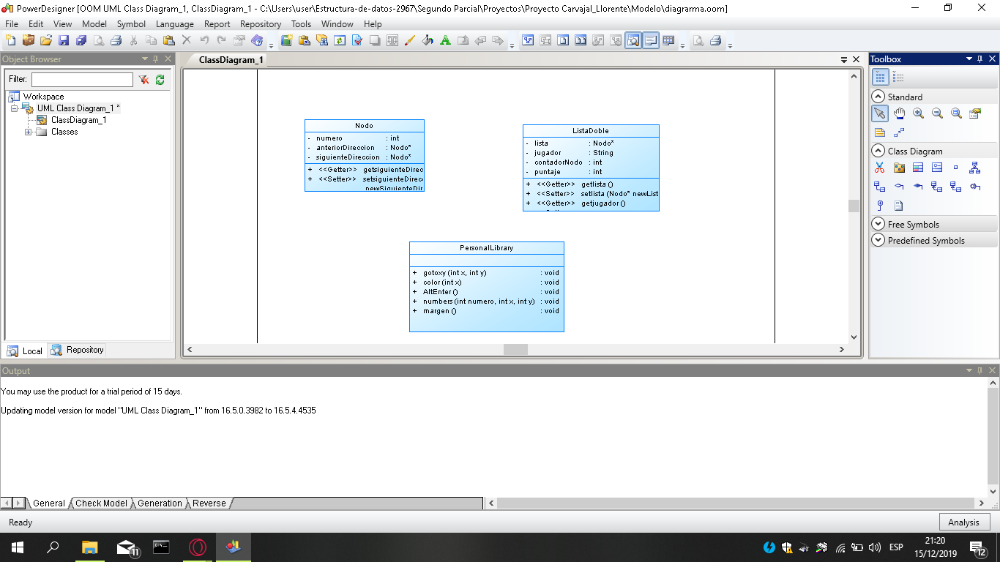 PowerDesigner [OOM UML Class Diagram_1, ClassDiagram_1 - C:\Users\user\Estructura-de-datos-2967\Segundo Parcial\Proyectos\Proyecto Carvajal_Llorente\Modelo\diagrarma.oom]
File Edit View Model Symbol Language Report Repository Tools Window Help
Object Browser
Filter:
Workspace
UML Class Diagram_1 *
ClassDiagram_1
Classes
Local Repository
ClassDiagram_1
Nodo
- numero : int
- anteriorDireccion : Nodo*
- siguienteDireccion : Nodo*
+ <<Getter>> getsiguienteDirec
+ <<Setter>> setsiguienteDirec
newSiguienteDir
ListaDoble
- lista : Nodo*
- jugador : String
- contadorNodo : int
- puntaje : int
+ <<Getter>> getlista ()
+ <<Setter>> setlista (Nodo* newList
+ <<Getter>> getjugador ()
PersonalLibrary
+ gotoxy (int x, int y) : void
+ color (int x) : void
+ AltEnter () : void
+ numbers (int numero, int x, int y) : void
+ margen () : void
Toolbox
Standard
Class Diagram
Free Symbols
Predefined Symbols
Output
You may use the product for a trial period of 15 days.
Updating model version for model "UML Class Diagram_1" from 16.5.0.3982 to 16.5.4.4535
General Check Model Generation Reverse
Ready
Analysis
11
ESP
21:20
15/12/2019
12